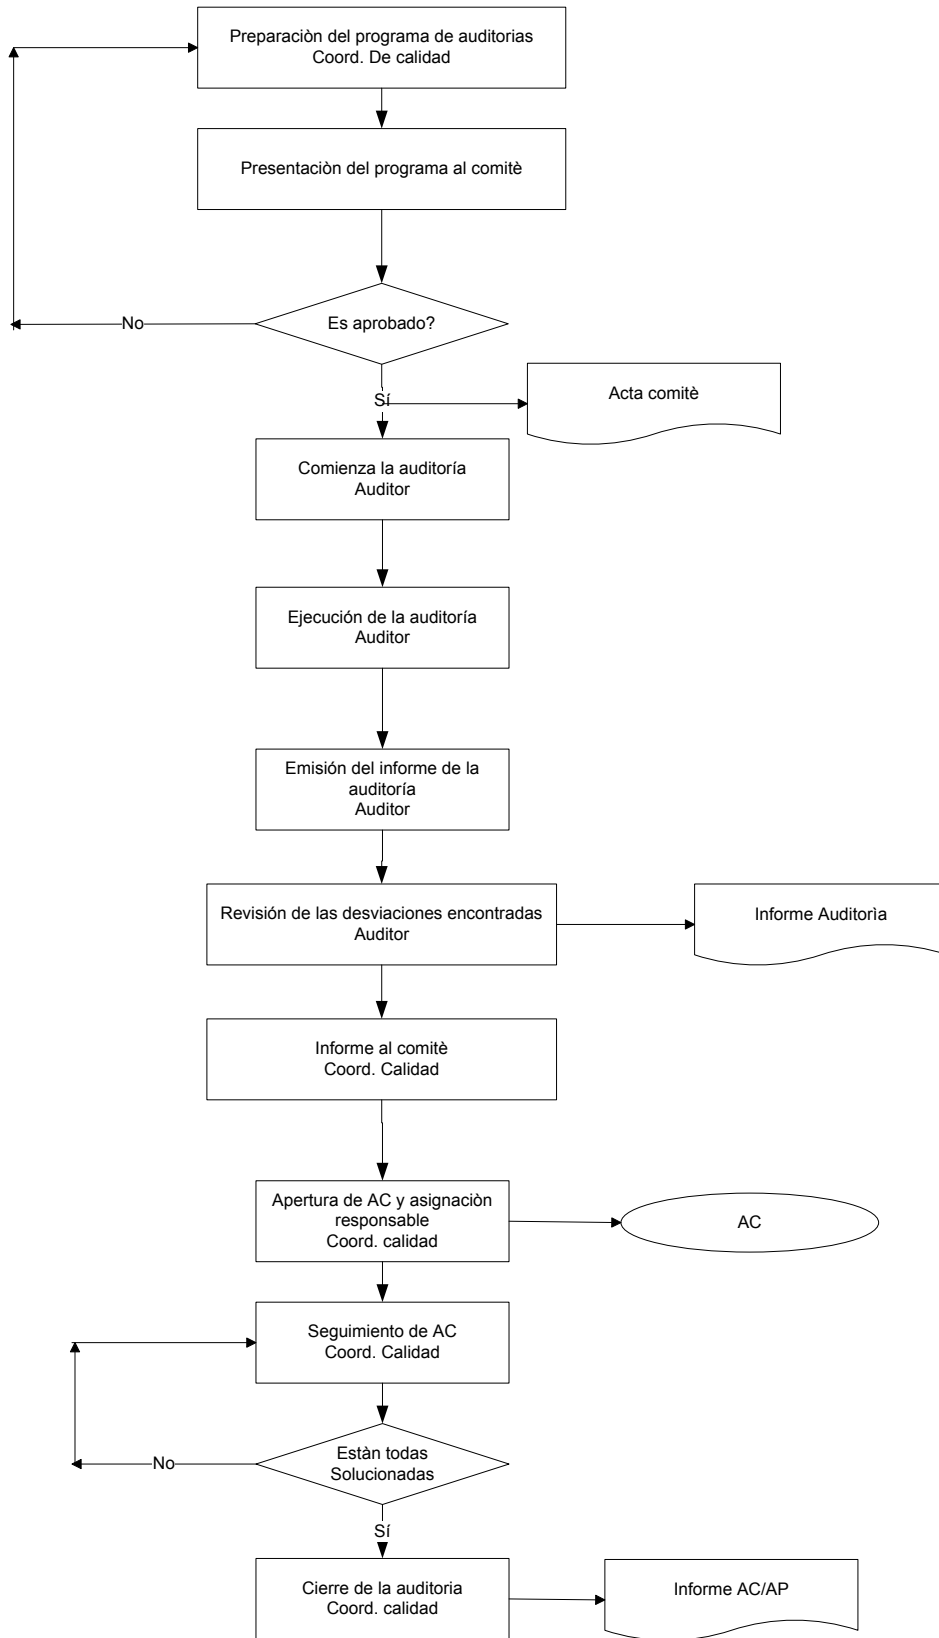 Preparaciòn del programa de auditorias
Coord. De calidad
Presentaciòn del programa al comitè
Es aprobado?
No
Sí
Acta comitè
Comienza la auditoría
Auditor
Ejecución de la auditoría
Auditor
Emisión del informe de la
auditoría
Auditor
Revisión de las desviaciones encontradas
Auditor
Informe Auditorìa
Informe al comitè
Coord. Calidad
Apertura de AC y asignaciòn
responsable
Coord. calidad
AC
Seguimiento de AC
Coord. Calidad
Estàn todas
Solucionadas
No
Sí
Cierre de la auditoria
Coord. calidad
Informe AC/AP